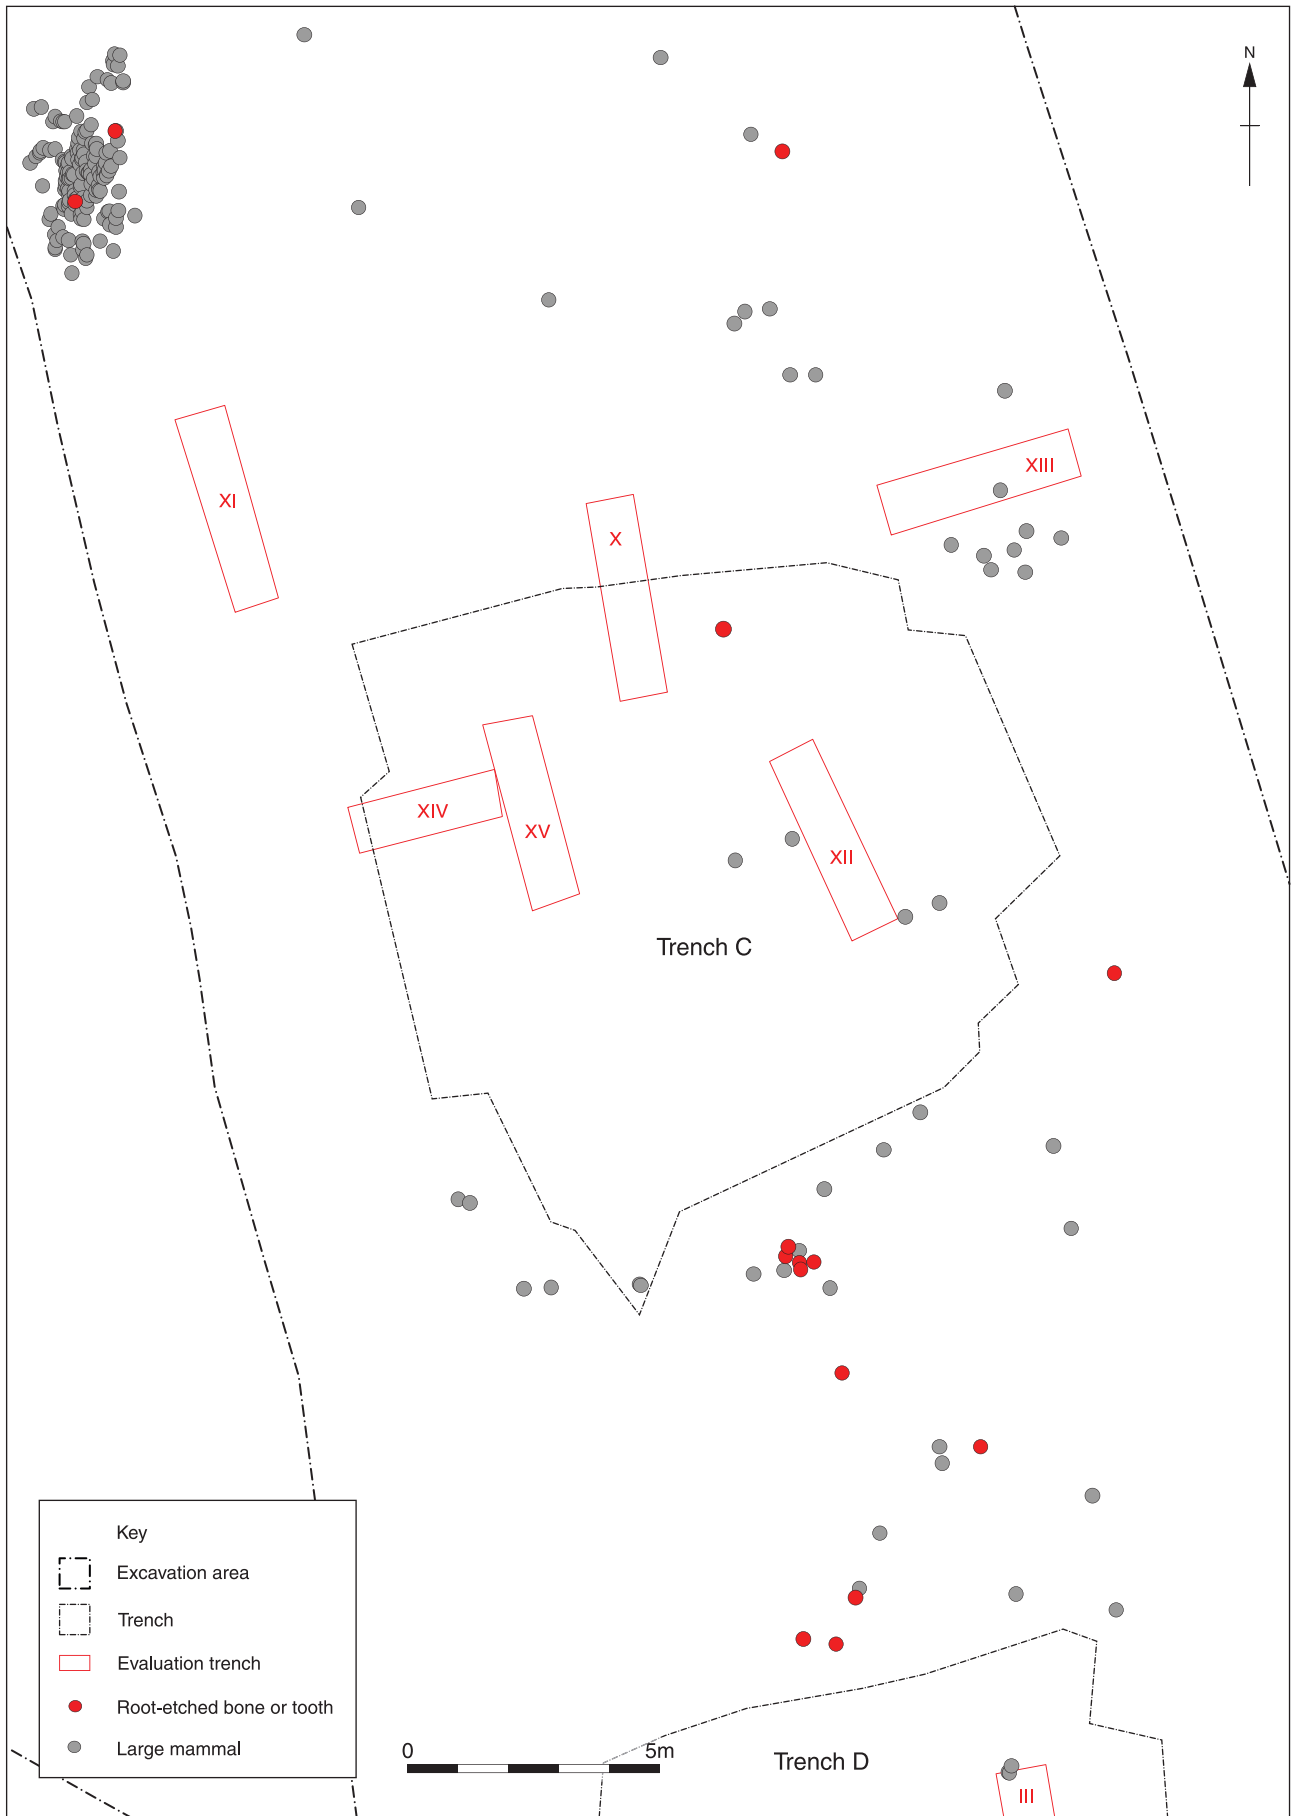 N
XIII
XI
X
XIV
XV
XII
Trench C
Key
Excavation area
Trench
Evaluation trench
Root-etched bone or tooth
Large mammal
0 5m
Trench D
III